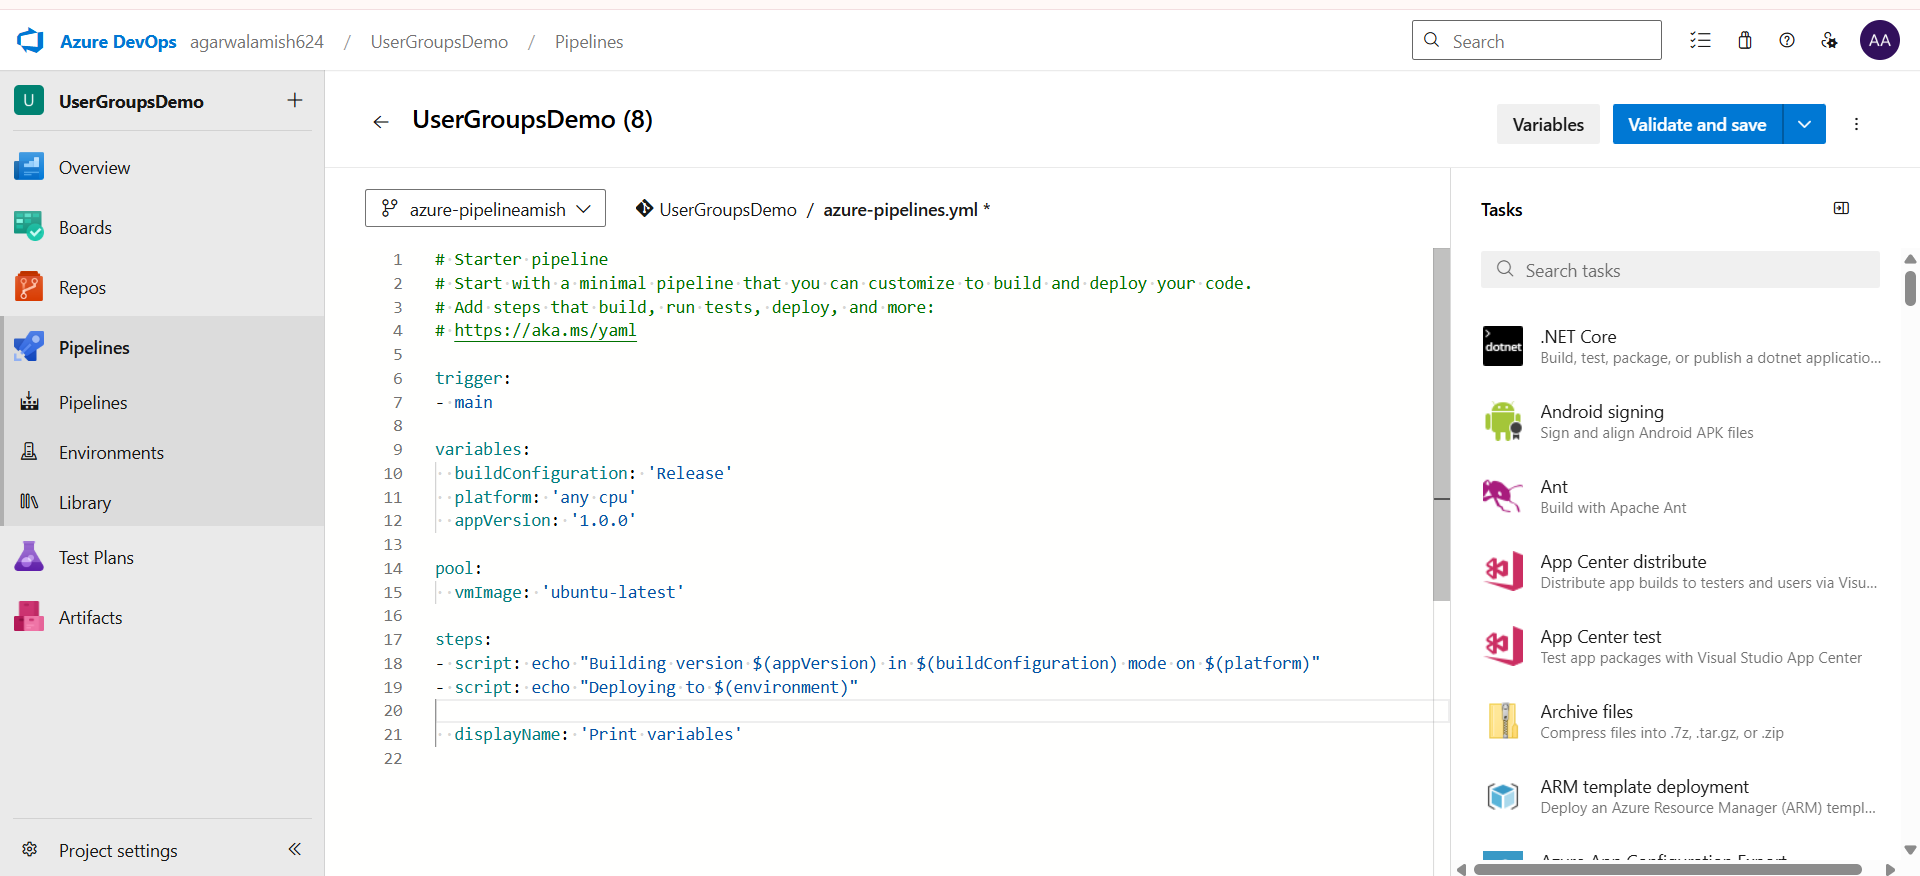 Azure DevOps agarwalamish624 / UserGroupsDemo / Pipelines
Search
AA
U UserGroupsDemo +
Overview
Boards
Repos
Pipelines
Pipelines
Environments
Library
Test Plans
Artifacts
Project settings
← UserGroupsDemo (8)
Variables
Validate and save
azure-pipelineamish
UserGroupsDemo / azure-pipelines.yml *
1 # Starter pipeline
2 # Start with a minimal pipeline that you can customize to build and deploy your code.
3 # Add steps that build, run tests, deploy, and more:
4 # https://aka.ms/yaml
5
6 trigger:
7 - main
8
9 variables:
10   buildConfiguration: 'Release'
11   platform: 'any cpu'
12   appVersion: '1.0.0'
13
14 pool:
15   vmImage: 'ubuntu-latest'
16
17 steps:
18 - script: echo "Building version $(appVersion) in $(buildConfiguration) mode on $(platform)"
19 - script: echo "Deploying to $(environment)"
20
21   displayName: 'Print variables'
22
Tasks
Search tasks
dotnet
.NET Core
Build, test, package, or publish a dotnet applicatio...
Android signing
Sign and align Android APK files
Ant
Build with Apache Ant
App Center distribute
Distribute app builds to testers and users via Visu...
App Center test
Test app packages with Visual Studio App Center
Archive files
Compress files into .7z, .tar.gz, or .zip
ARM template deployment
Deploy an Azure Resource Manager (ARM) templ...
Azure App Configuration Export